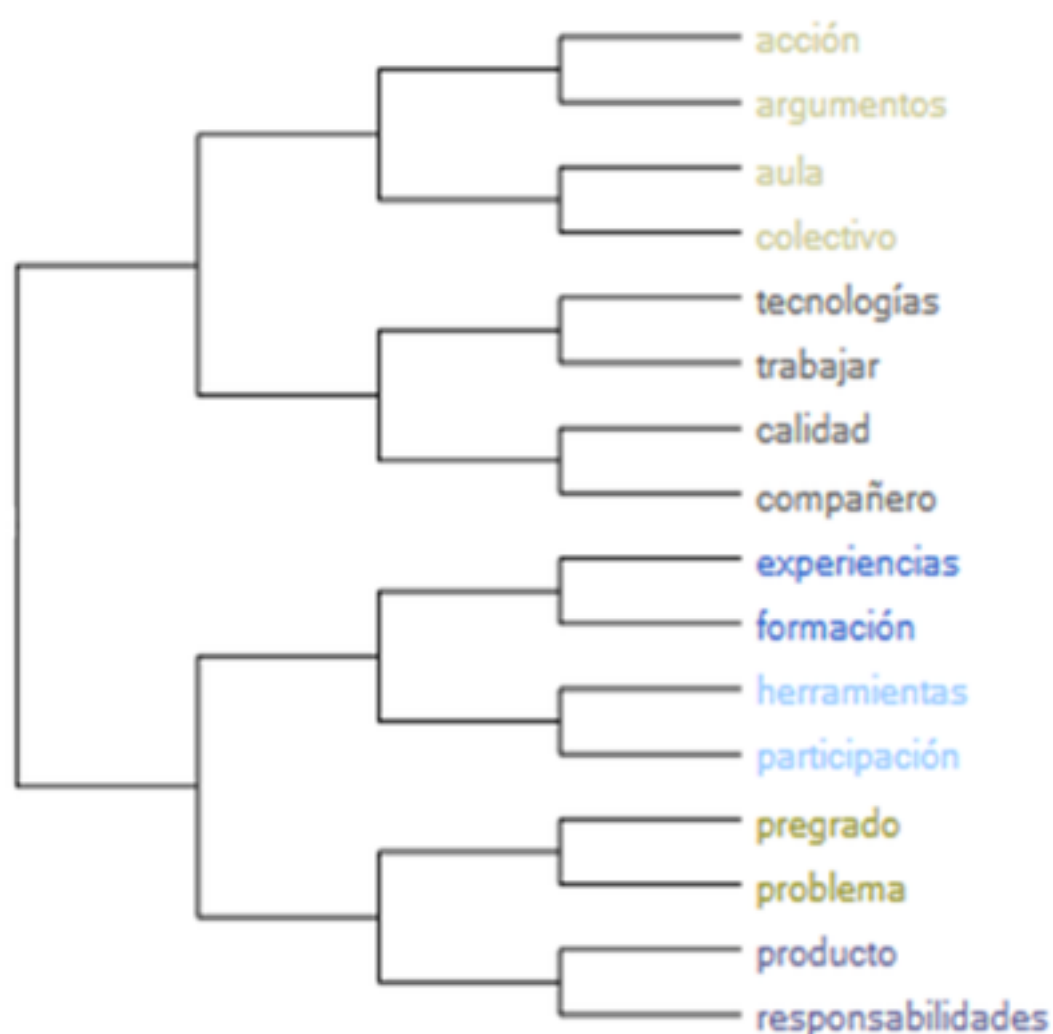 acción
argumentos
aula
colectivo
tecnologías
trabajar
calidad
compañero
experiencias
formación
herramientas
participación
pregrado
problema
producto
responsabilidades